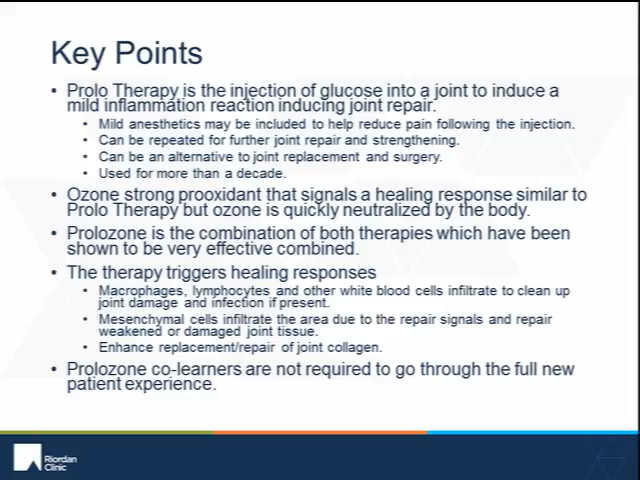 Key Points
• Prolo Therapy is the injection of glucose into a joint to induce a
mild inflammation reaction inducing joint repair.
• Mild anesthetics may be included to help reduce pain following the injection.
• Can be repeated for further joint repair and strengthening.
• Can be an alternative to joint replacement and surgery.
• Used for more than a decade.
• Ozone strong prooxidant that signals a healing response similar to
Prolo Therapy but ozone is quickly neutralized by the body.
• Prolozone is the combination of both therapies which have been
shown to be very effective combined.
• The therapy triggers healing responses
• Macrophages, lymphocytes and other white blood cells infiltrate to clean up
joint damage and infection if present.
• Mesenchymal cells infiltrate the area due to the repair signals and repair
weakened or damaged joint tissue.
• Enhance replacement/repair of joint collagen.
• Prolozone co-learners are not required to go through the full new
patient experience.
Riordan
Clinic